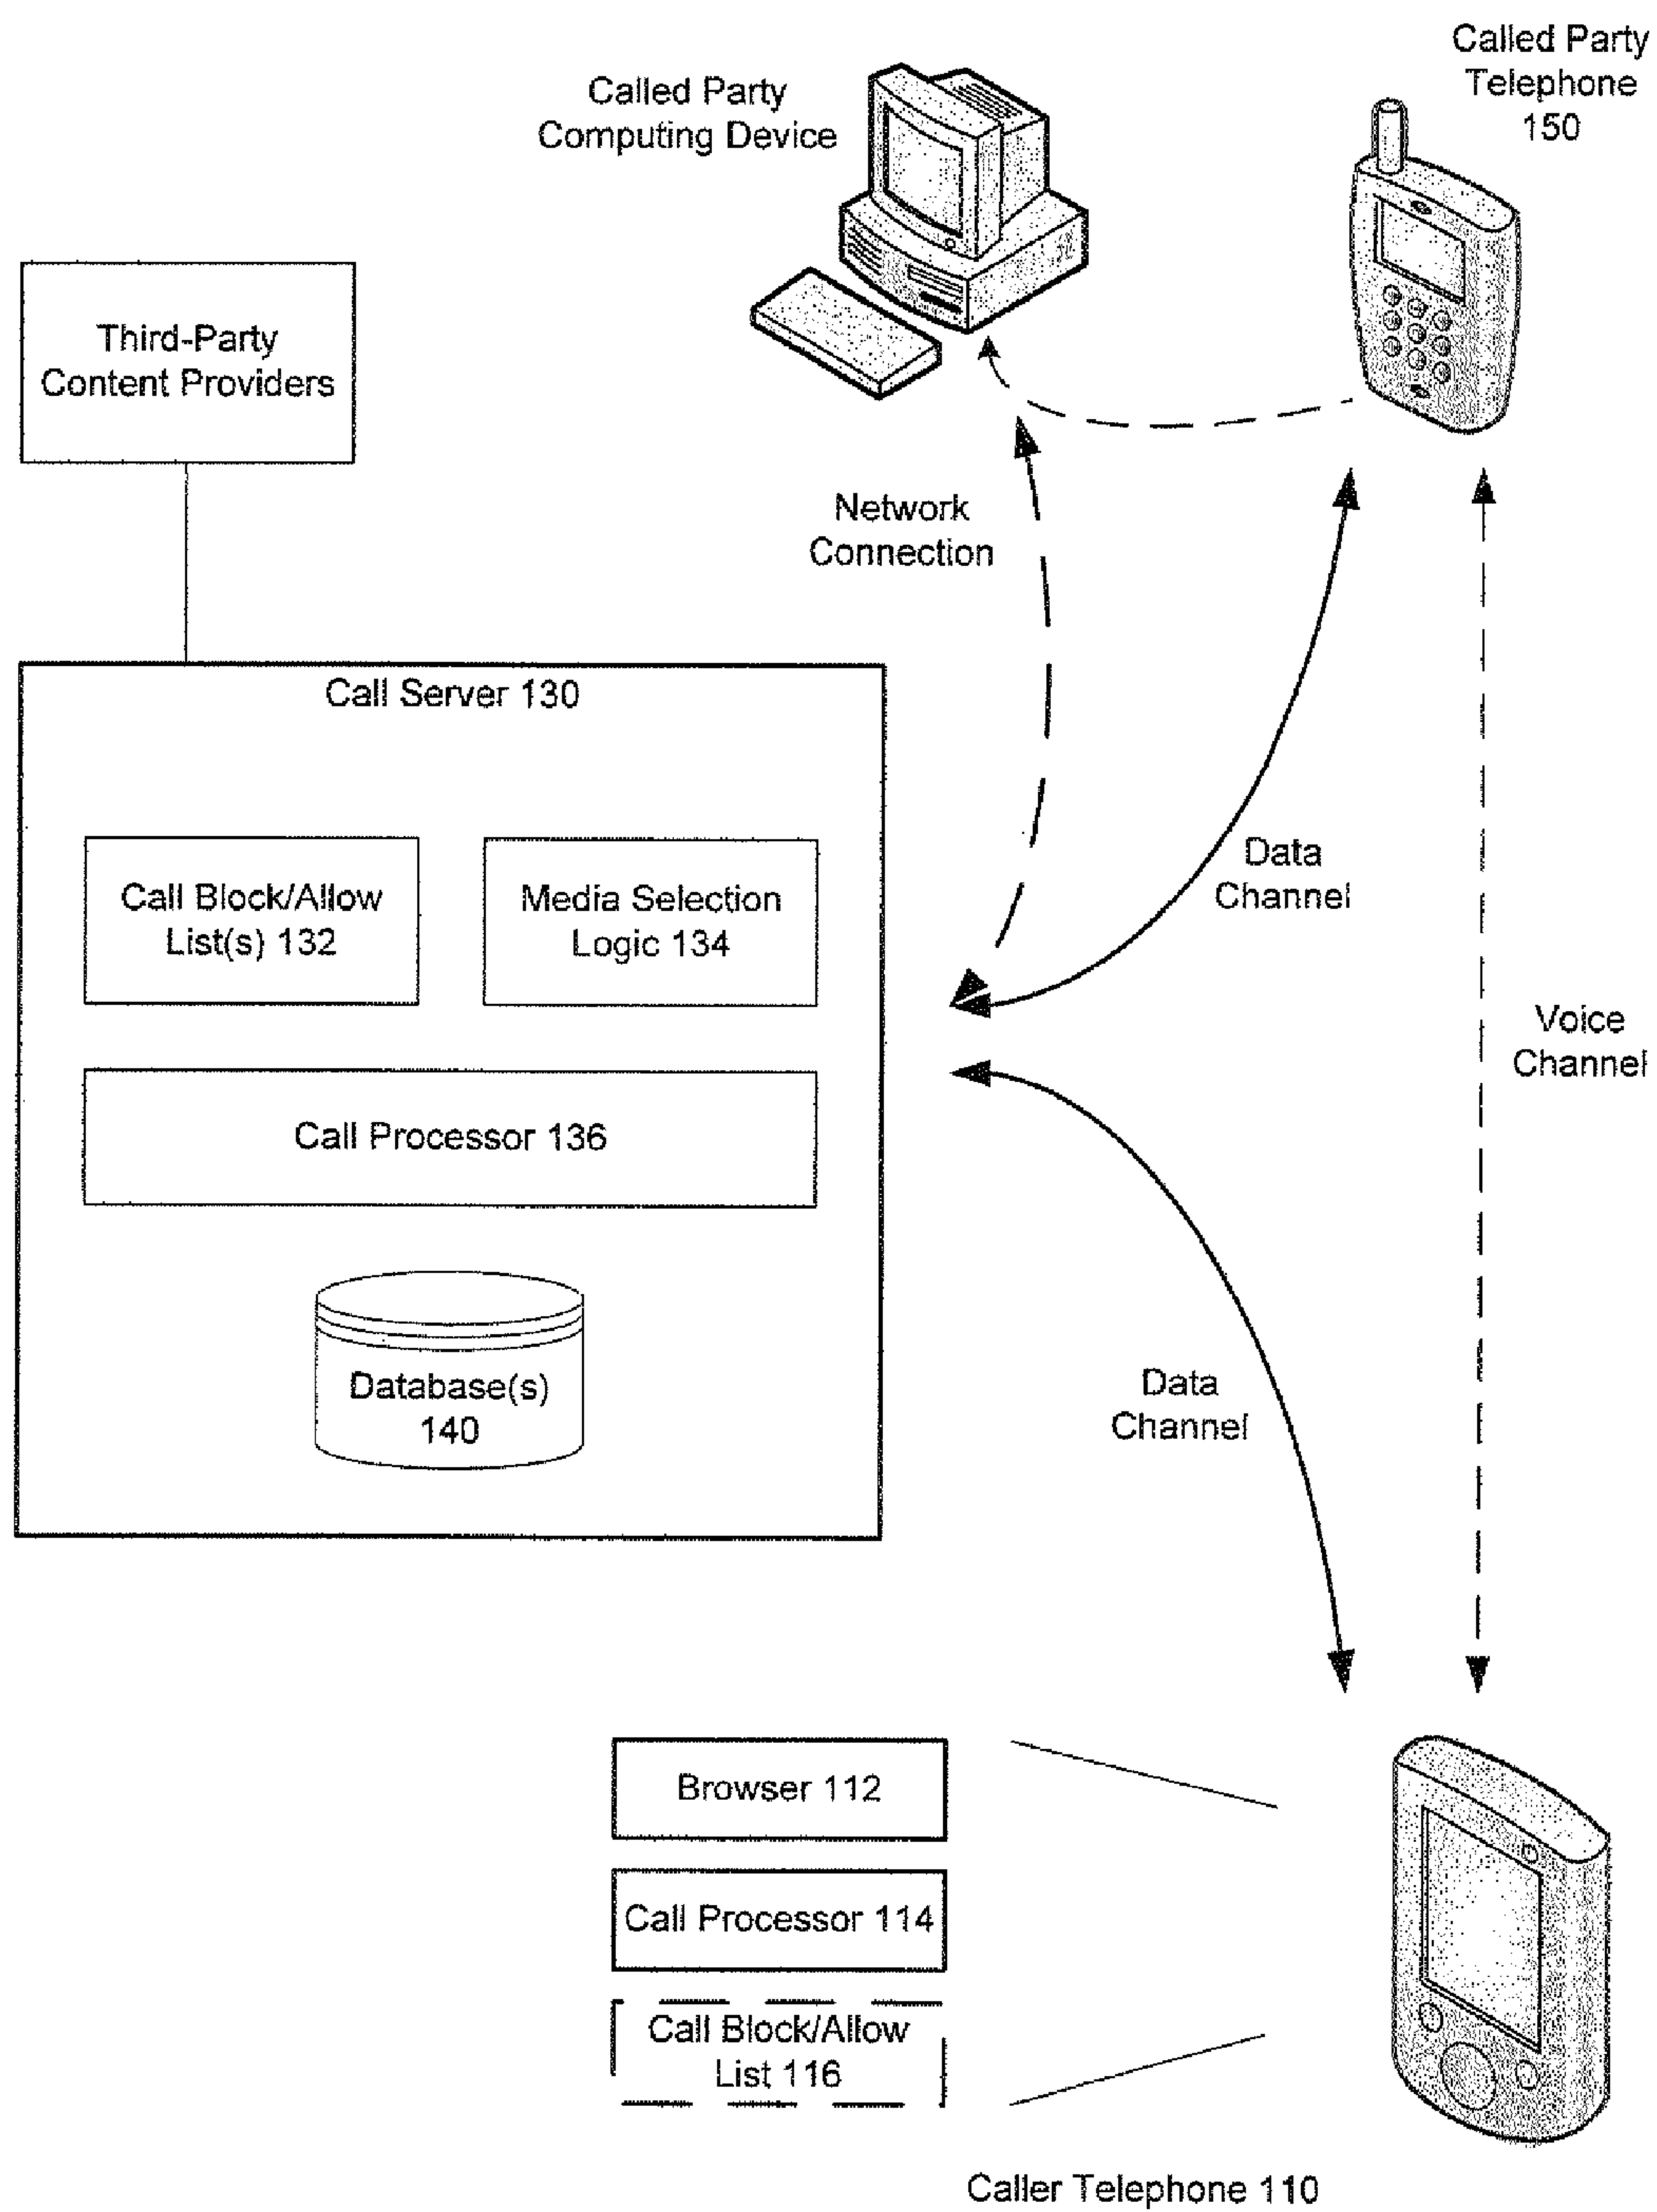 Called Party
Telephone
150
Called Party
Computing Device
Third-Party
Content Providers
Network
Connection
Call Server 130
Call Block/Allow
List(s) 132
Media Selection
Logic 134
Data
Channel
Voice
Channel
Call Processor 136
Database(s)
140
Data
Channel
Browser 112
Call Processor 114
Call Block/Allow
List 116
Caller Telephone 110